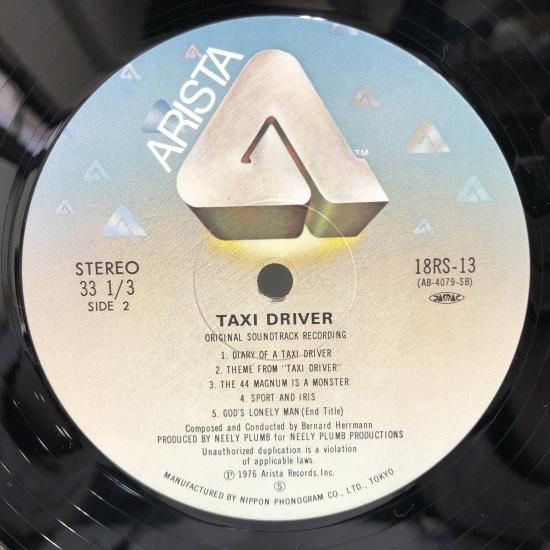 ARISTA
TM
STEREO
33 1/3
SIDE 2
18RS-13
(AB-4079-SB)
JASRAC
TAXI DRIVER
ORIGINAL SOUNDTRACK RECORDING
1. DIARY OF A TAXI DRIVER
2. THEME FROM "TAXI DRIVER"
3. THE 44 MAGNUM IS A MONSTER
4. SPORT AND IRIS
5. GOD'S LONELY MAN (End Title)
Composed and Conducted by Bernard Herrmann
PRODUCED BY NEELY PLUMB for NEELY PLUMB PRODUCTIONS
Unauthorized duplication is a violation
of applicable laws.
Ⓟ 1976 Arista Records, Inc.
⑤
MANUFACTURED BY NIPPON PHONOGRAM CO., LTD., TOKYO